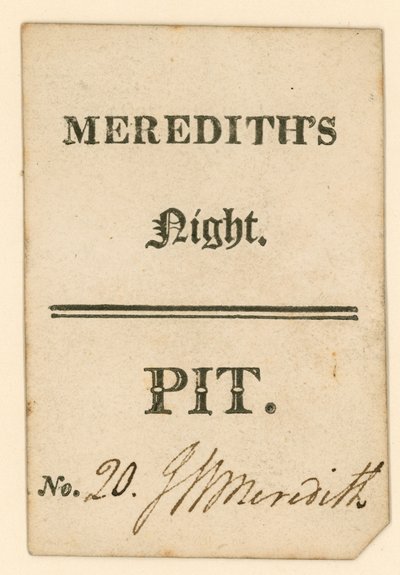 MEREDITH'S
Night.
PIT.
No. 20. J W Meredith